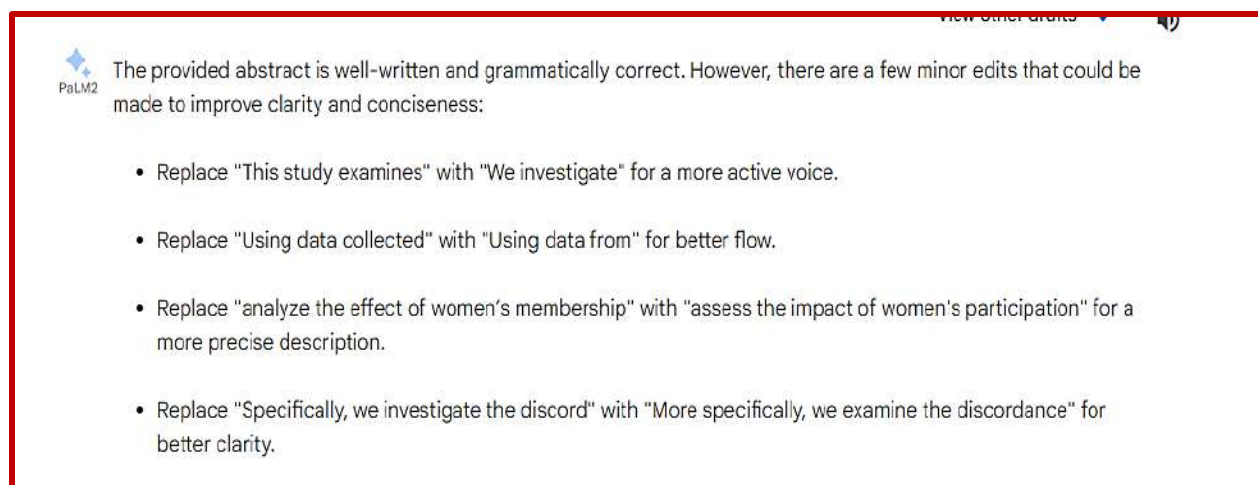 View other drafts
PaLM2
The provided abstract is well-written and grammatically correct. However, there are a few minor edits that could be
made to improve clarity and conciseness:
• Replace "This study examines" with "We investigate" for a more active voice.
• Replace "Using data collected" with "Using data from" for better flow.
• Replace "analyze the effect of women’s membership" with "assess the impact of women's participation" for a
more precise description.
• Replace "Specifically, we investigate the discord" with "More specifically, we examine the discordance" for
better clarity.